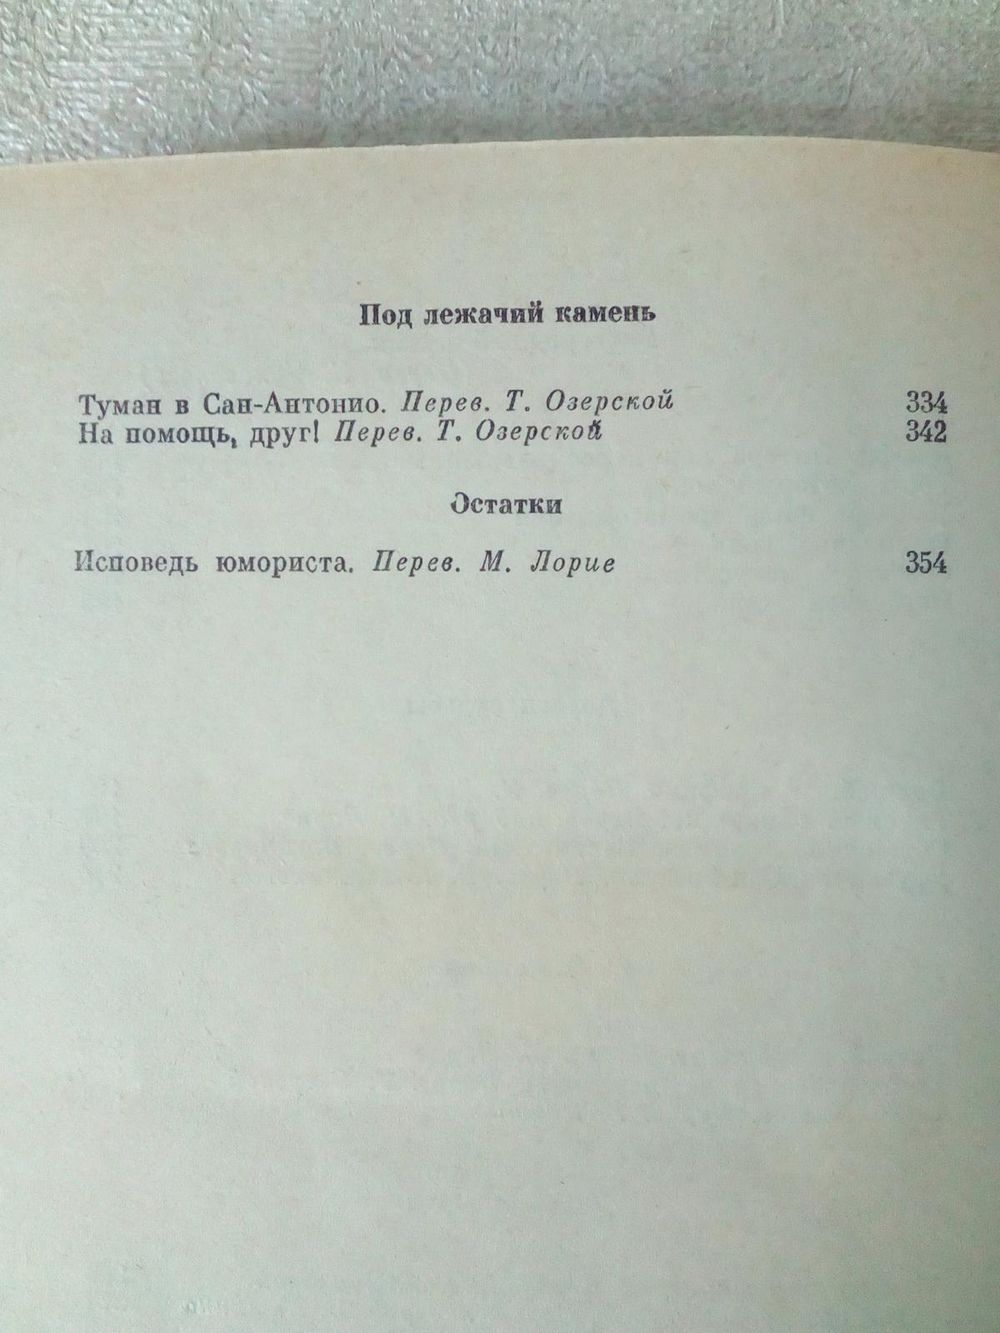 Под лежачий камень
Туман в Сан-Антонио. Перев. Т. Озерской 334
На помощь, друг! Перев. Т. Озерской 342
Остатки
Исповедь юмориста. Перев. М. Лорие 354